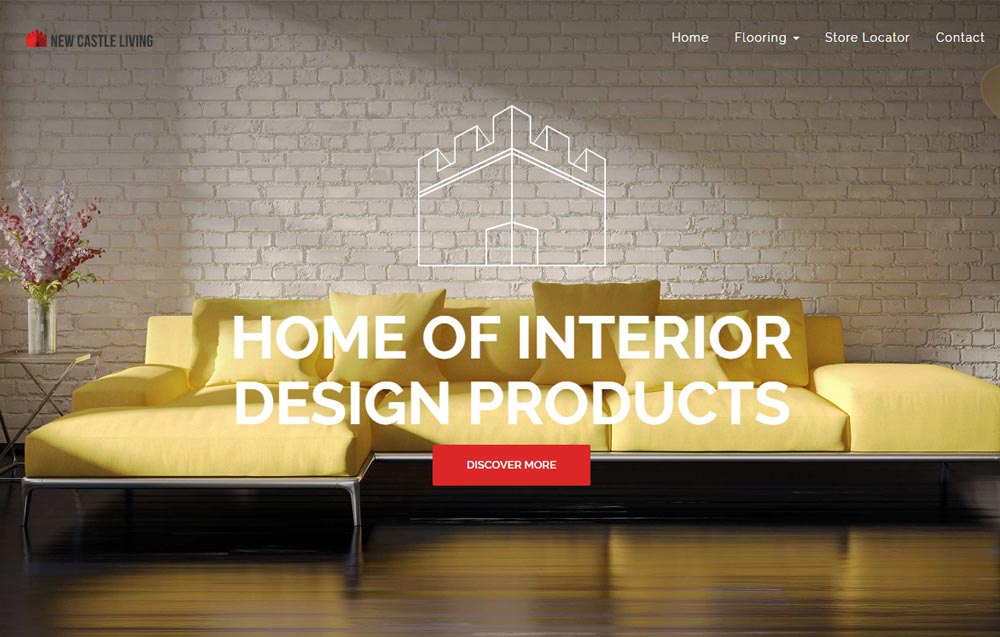 NEW CASTLE LIVING
Home Flooring Store Locator Contact
HOME OF INTERIOR
DESIGN PRODUCTS
DISCOVER MORE